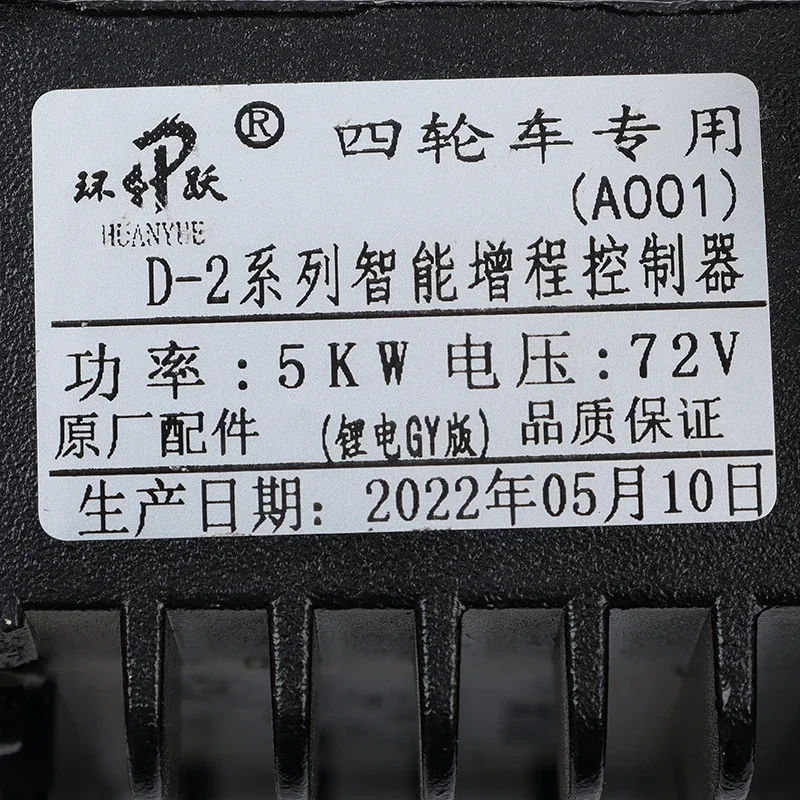 环 跃 ® 四轮车专用
HUANYUE (A001)
D-2系列智能增程控制器
功率:5KW 电压:72V
原厂配件 (锂电GY版) 品质保证
生产日期: 2022年05月10日